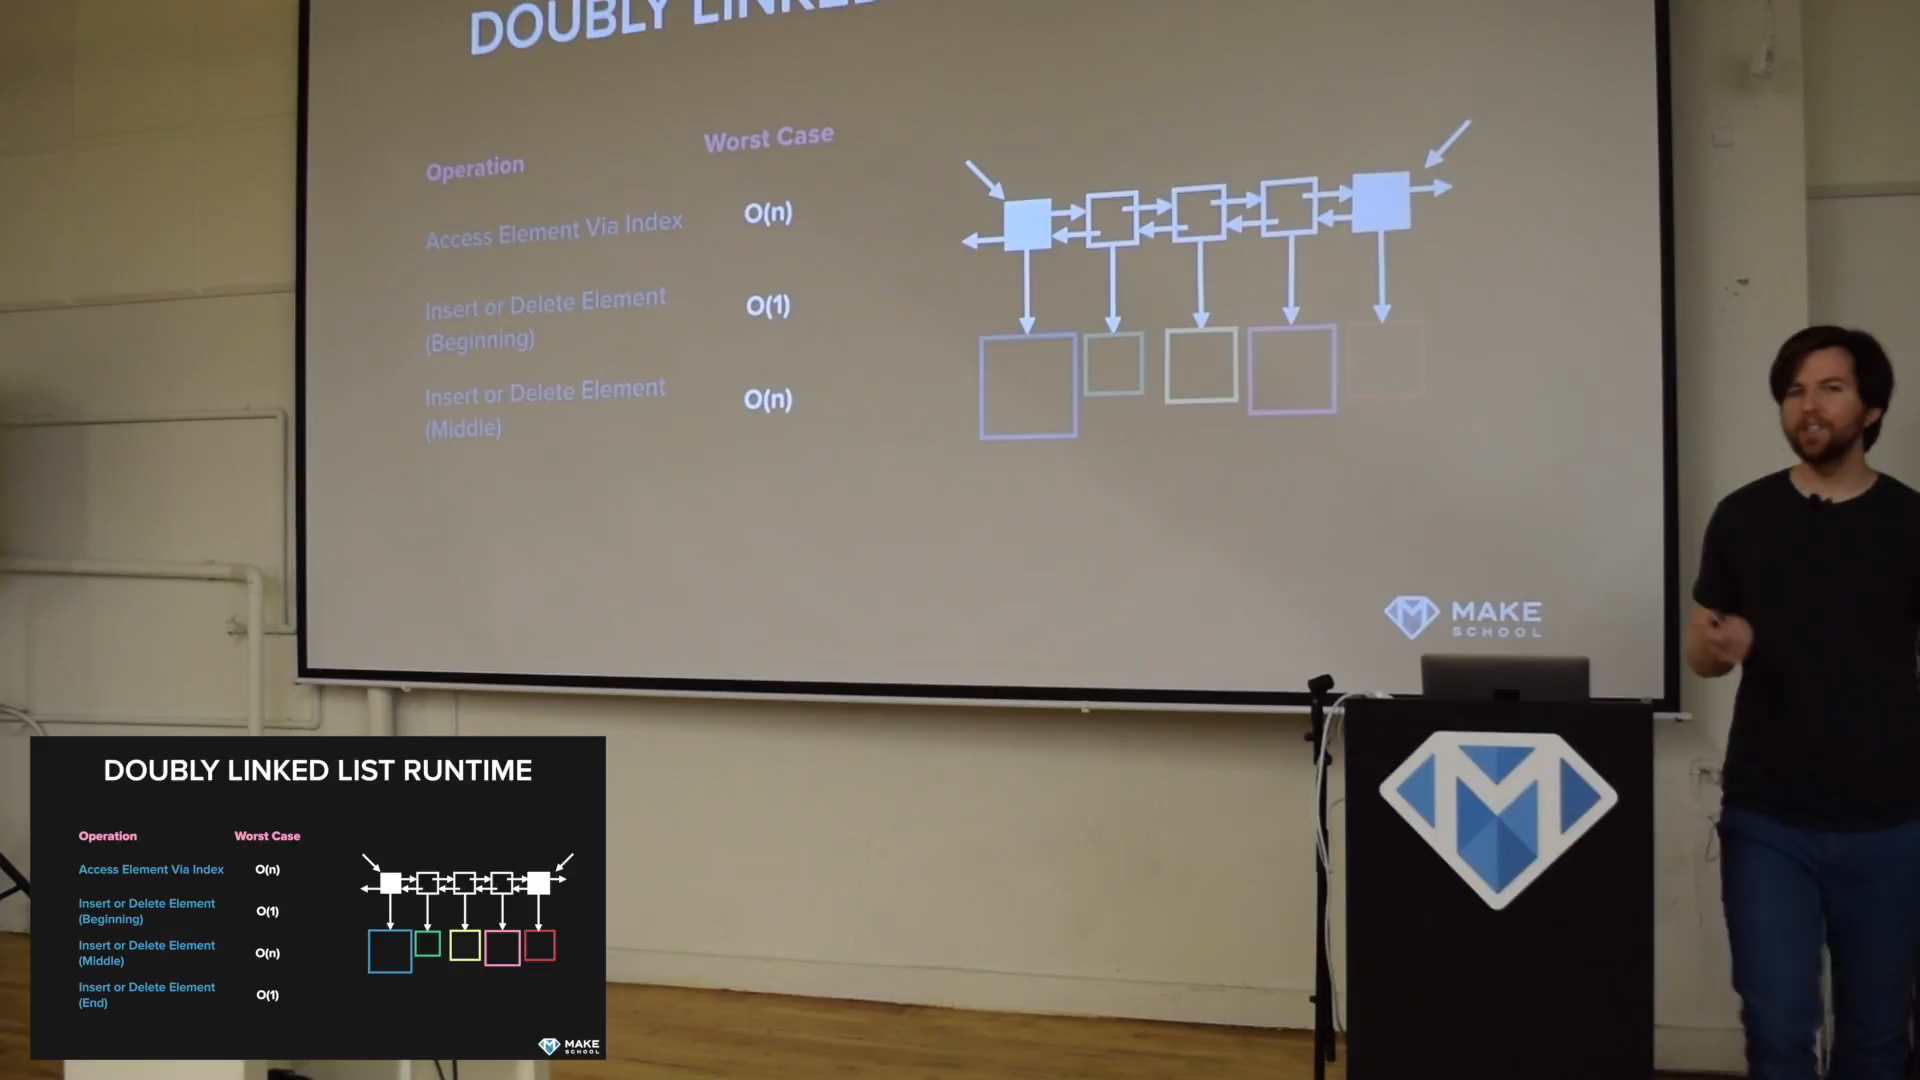 DOUBLY LINKED
Operation
Worst Case
Access Element Via Index
O(n)
Insert or Delete Element
(Beginning)
O(1)
Insert or Delete Element
(Middle)
O(n)
MAKE
SCHOOL
DOUBLY LINKED LIST RUNTIME
Operation
Worst Case
Access Element Via Index
O(n)
Insert or Delete Element
(Beginning)
O(1)
Insert or Delete Element
(Middle)
O(n)
Insert or Delete Element
(End)
O(1)
MAKE
SCHOOL